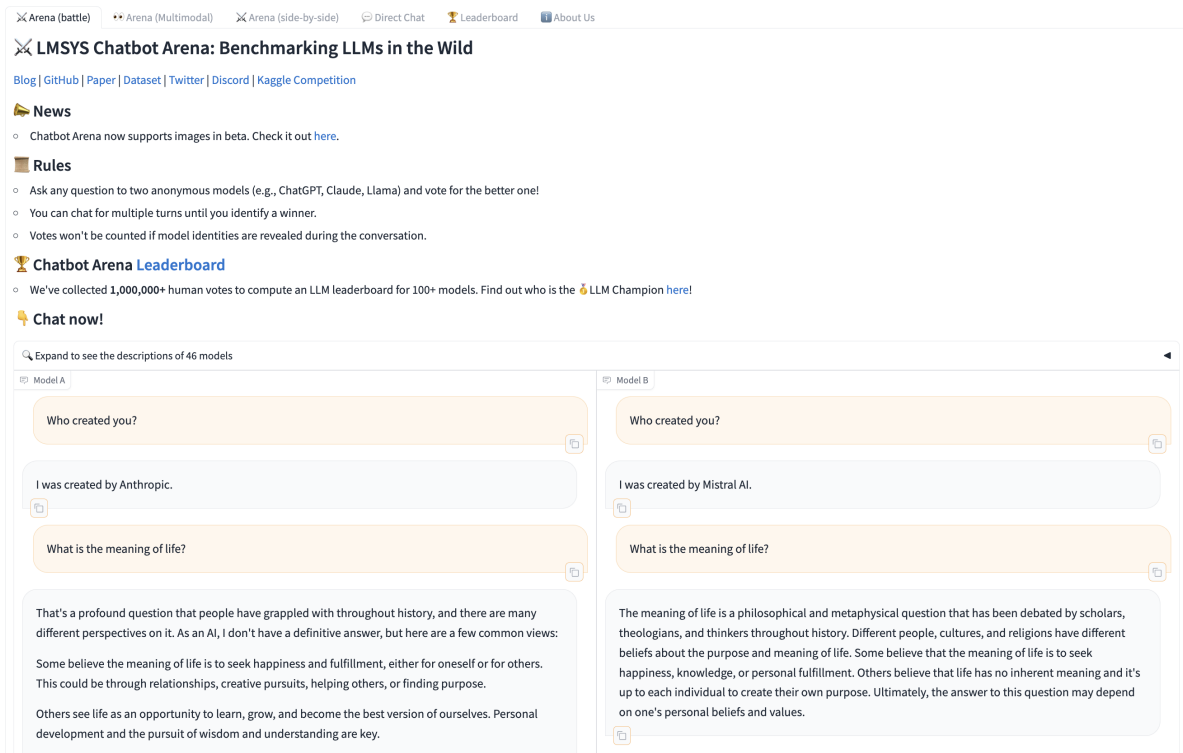 ⚔️ Arena (battle)
👀 Arena (Multimodal)
⚔️ Arena (side-by-side)
💬 Direct Chat
🏆 Leaderboard
ℹ️ About Us
⚔️ LMSYS Chatbot Arena: Benchmarking LLMs in the Wild
Blog | GitHub | Paper | Dataset | Twitter | Discord | Kaggle Competition
📣 News
Chatbot Arena now supports images in beta. Check it out here.
📜 Rules
Ask any question to two anonymous models (e.g., ChatGPT, Claude, Llama) and vote for the better one!
You can chat for multiple turns until you identify a winner.
Votes won't be counted if model identities are revealed during the conversation.
🏆 Chatbot Arena Leaderboard
We've collected 1,000,000+ human votes to compute an LLM leaderboard for 100+ models. Find out who is the 🥇LLM Champion here!
👇 Chat now!
🔍 Expand to see the descriptions of 46 models
Model A
Who created you?
I was created by Anthropic.
What is the meaning of life?
That's a profound question that people have grappled with throughout history, and there are many
different perspectives on it. As an AI, I don't have a definitive answer, but here are a few common views:
Some believe the meaning of life is to seek happiness and fulfillment, either for oneself or for others.
This could be through relationships, creative pursuits, helping others, or finding purpose.
Others see life as an opportunity to learn, grow, and become the best version of ourselves. Personal
development and the pursuit of wisdom and understanding are key.
Model B
Who created you?
I was created by Mistral AI.
What is the meaning of life?
The meaning of life is a philosophical and metaphysical question that has been debated by scholars,
theologians, and thinkers throughout history. Different people, cultures, and religions have different
beliefs about the purpose and meaning of life. Some believe that the meaning of life is to seek
happiness, knowledge, or personal fulfillment. Others believe that life has no inherent meaning and it's
up to each individual to create their own purpose. Ultimately, the answer to this question may depend
on one's personal beliefs and values.